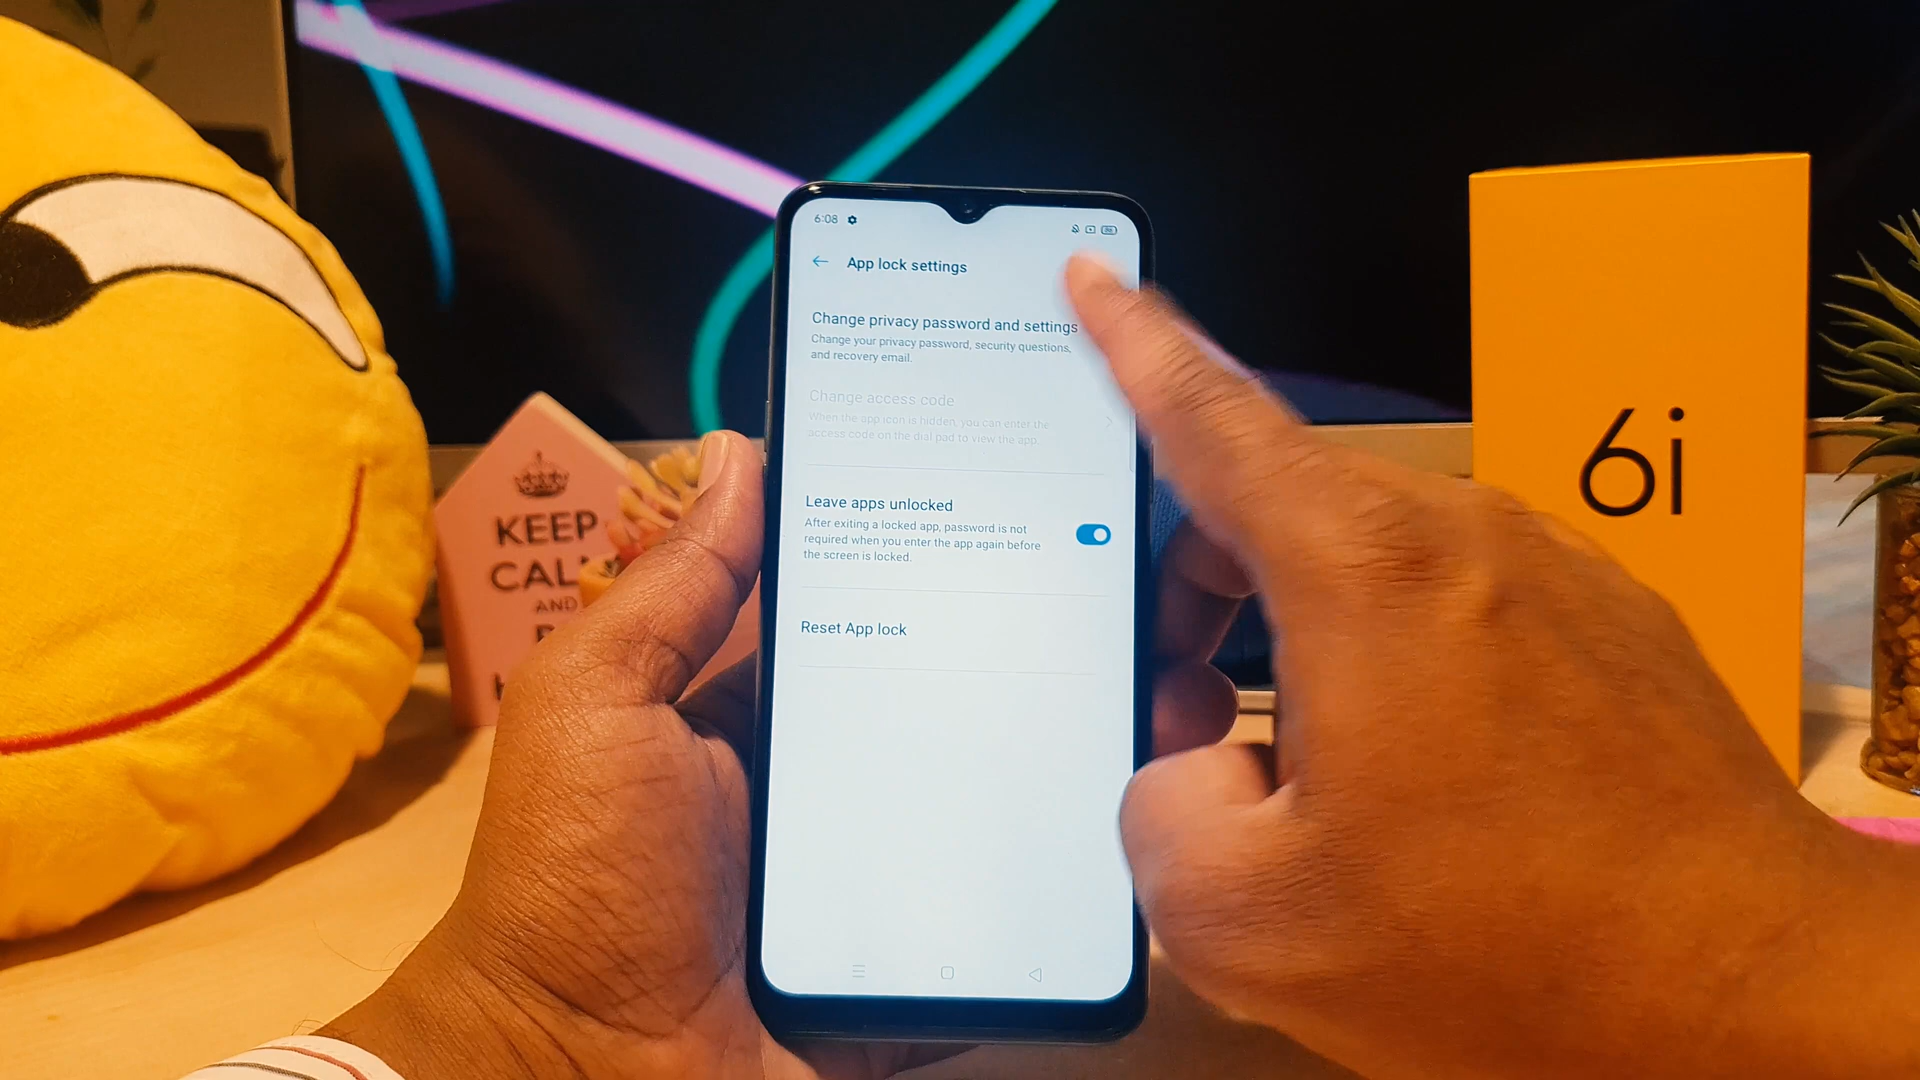 6:08
App lock settings
Change privacy password and settings
Change your privacy password, security questions,
and recovery email.
Change access code
When the app icon is hidden, you can enter the
access code on the dial pad to view the app.
Leave apps unlocked
After exiting a locked app, password is not
required when you enter the app again before
the screen is locked.
Reset App lock
KEEP
AND
6i